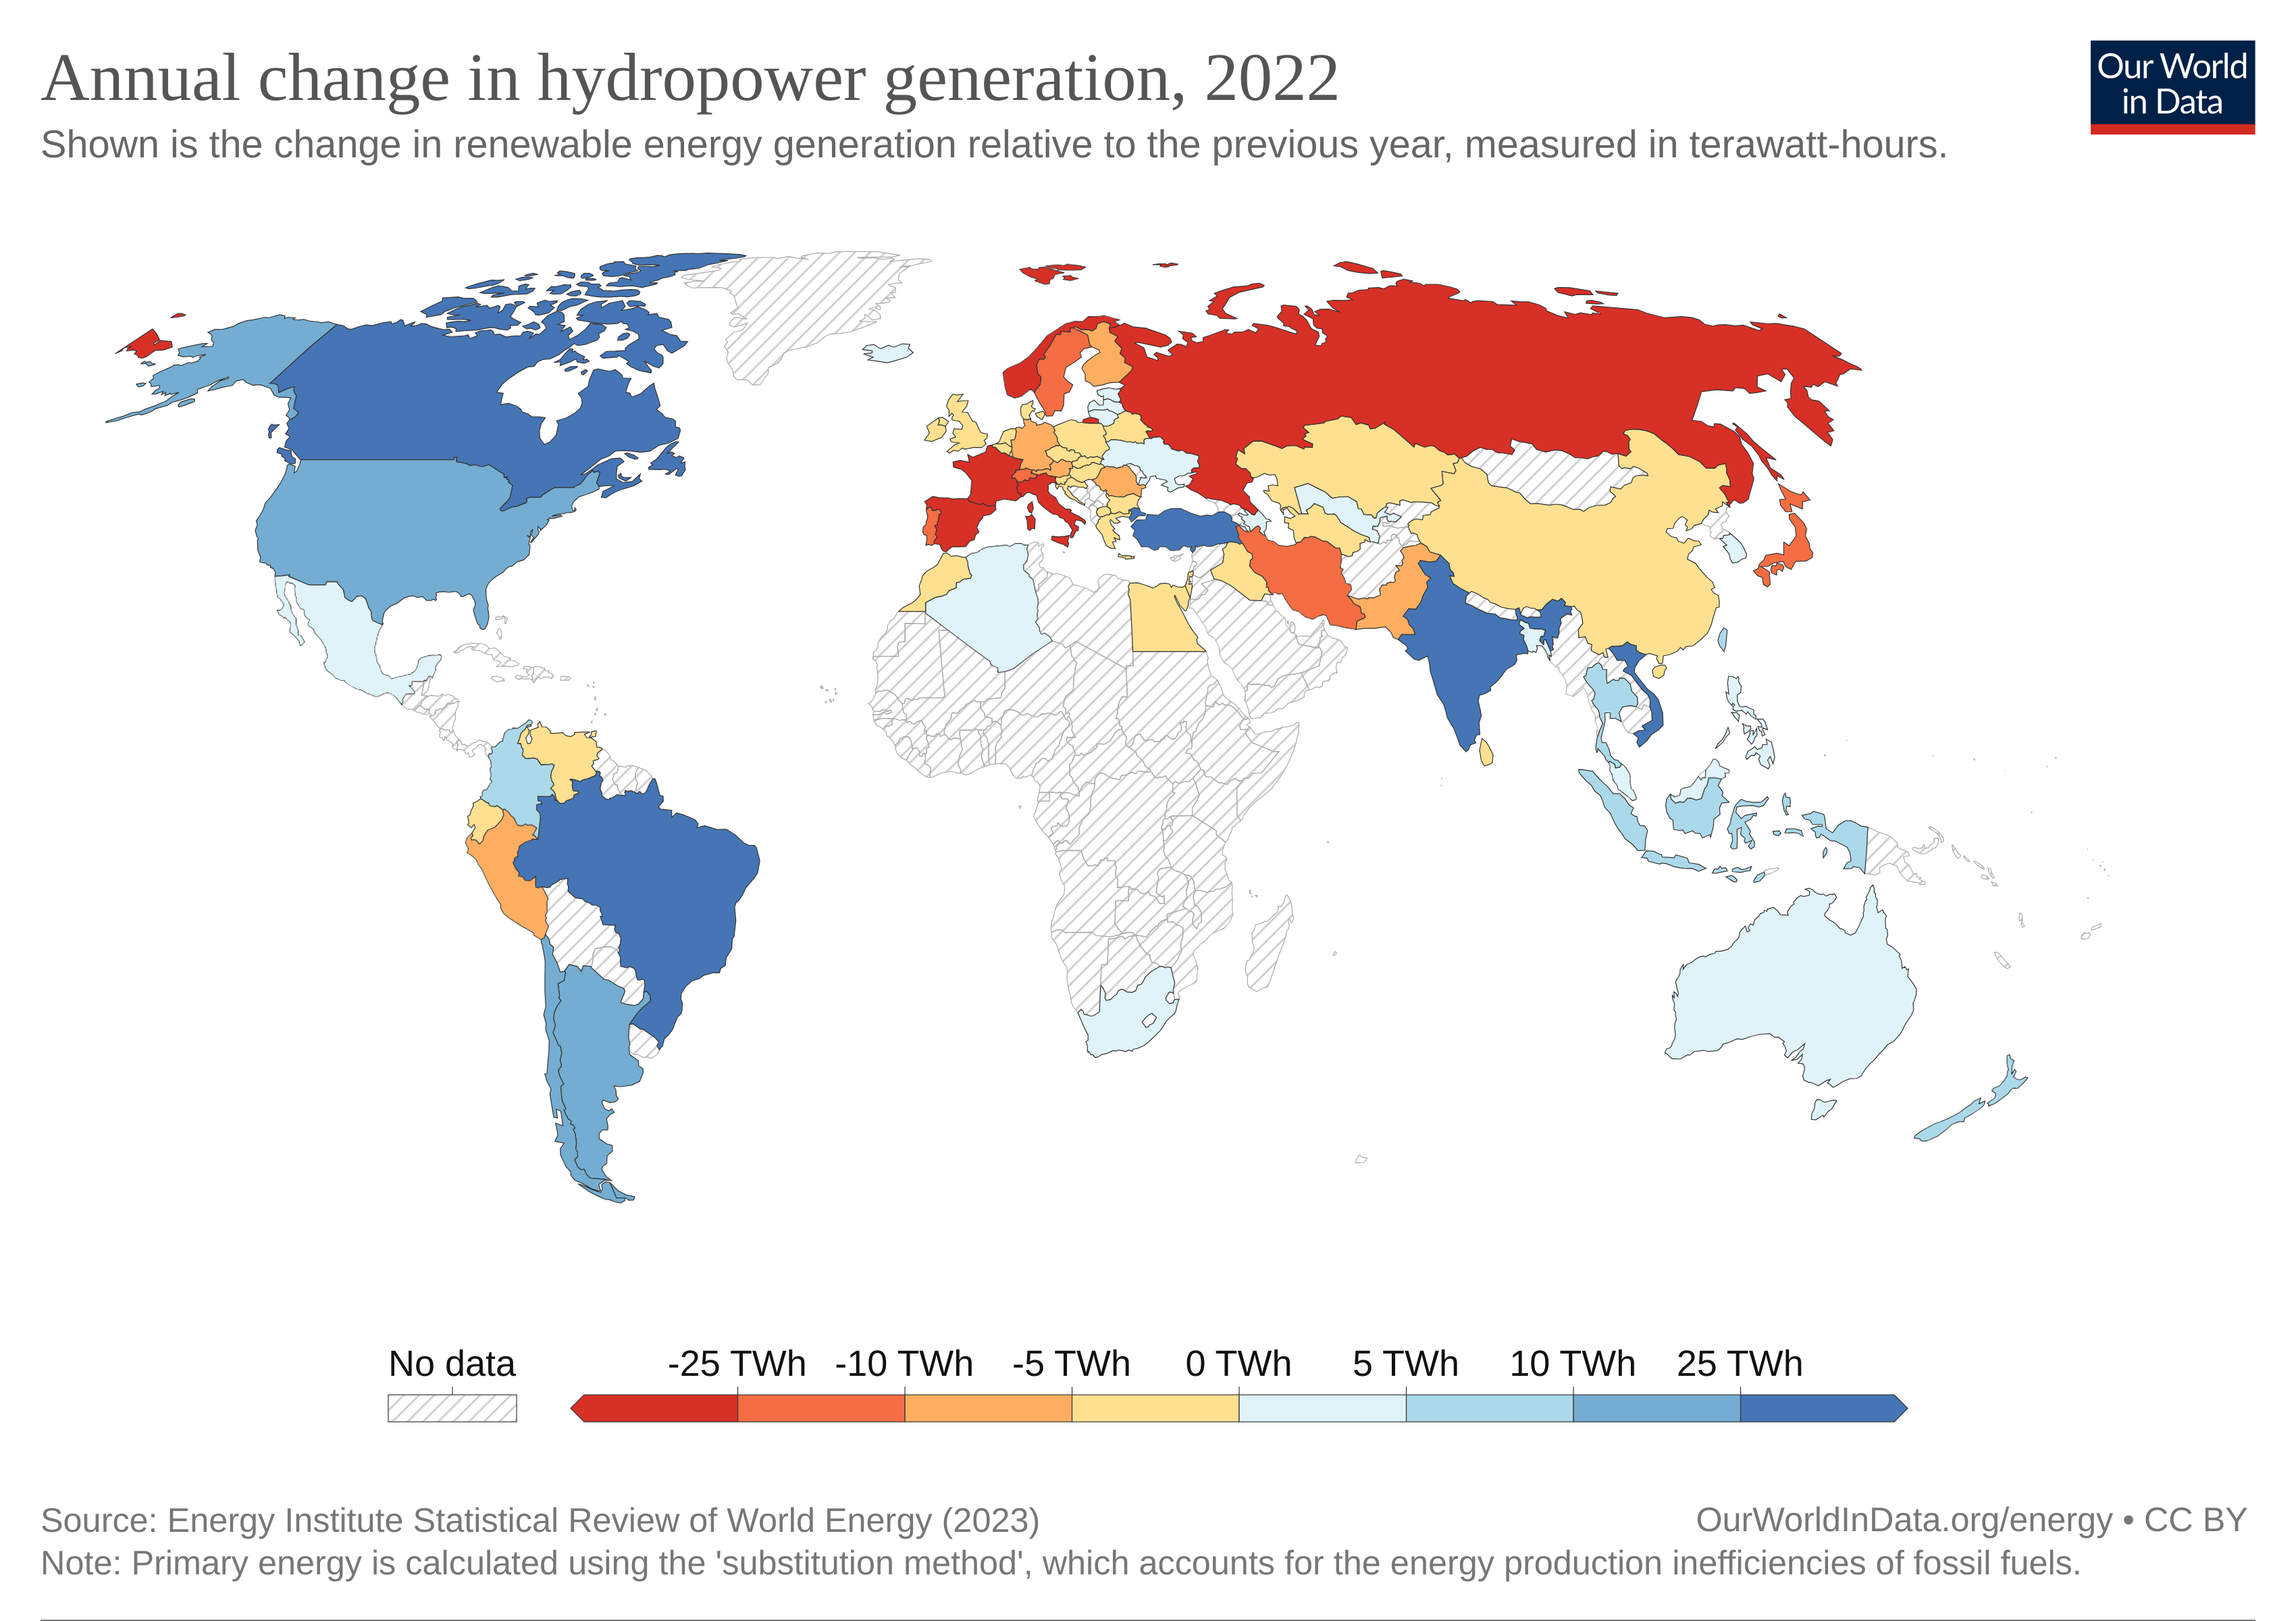 Annual change in hydropower generation, 2022
Our World
in Data
Shown is the change in renewable energy generation relative to the previous year, measured in terawatt-hours.
No data
-25 TWh
-10 TWh
-5 TWh
0 TWh
5 TWh
10 TWh
25 TWh
Source: Energy Institute Statistical Review of World Energy (2023)
OurWorldInData.org/energy • CC BY
Note: Primary energy is calculated using the 'substitution method', which accounts for the energy production inefficiencies of fossil fuels.